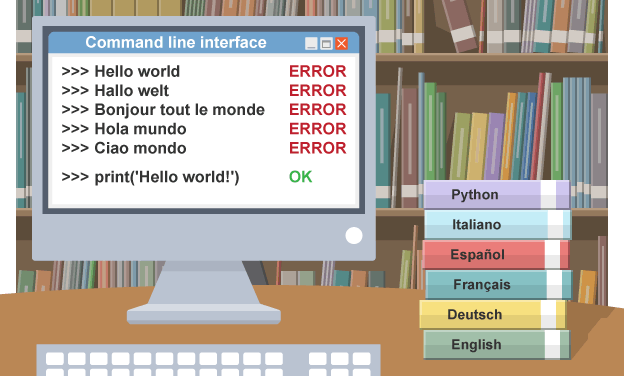 Command line interface
>>> Hello world ERROR
>>> Hallo welt ERROR
>>> Bonjour tout le monde ERROR
>>> Hola mundo ERROR
>>> Ciao mondo ERROR
>>> print('Hello world!') OK
Python
Italiano
Español
Français
Deutsch
English